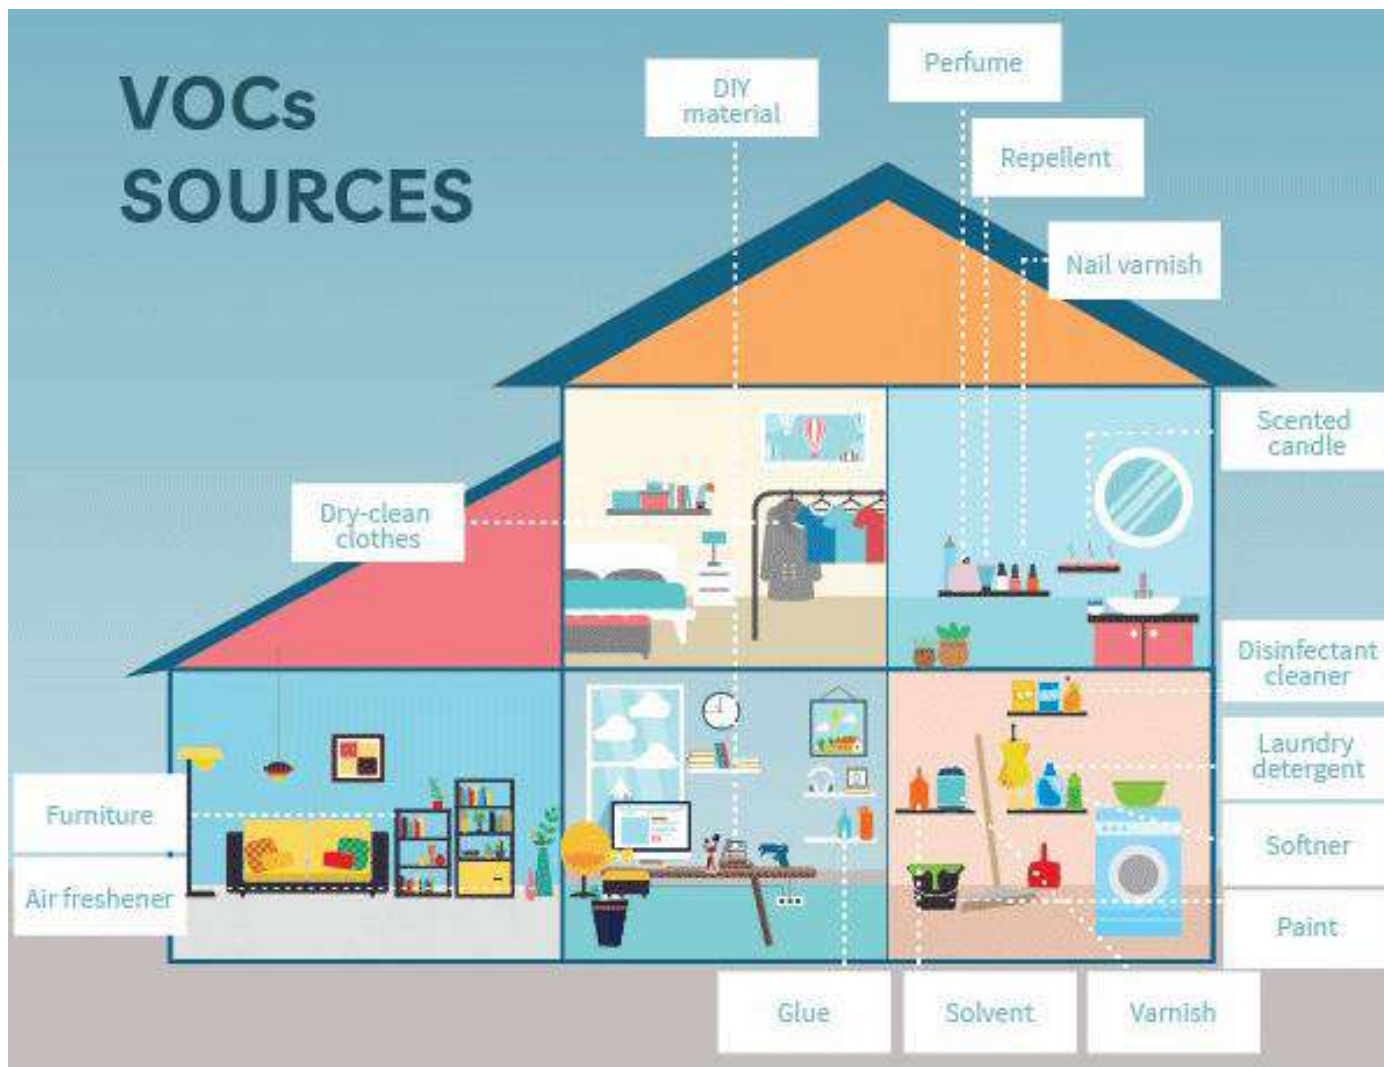 VOCs
SOURCES
DIY
material
Perfume
Repellent
Nail varnish
Scented
candle
Dry-clean
clothes
Disinfectant
cleaner
Laundry
detergent
Furniture
Softner
Air freshener
Paint
Glue
Solvent
Varnish